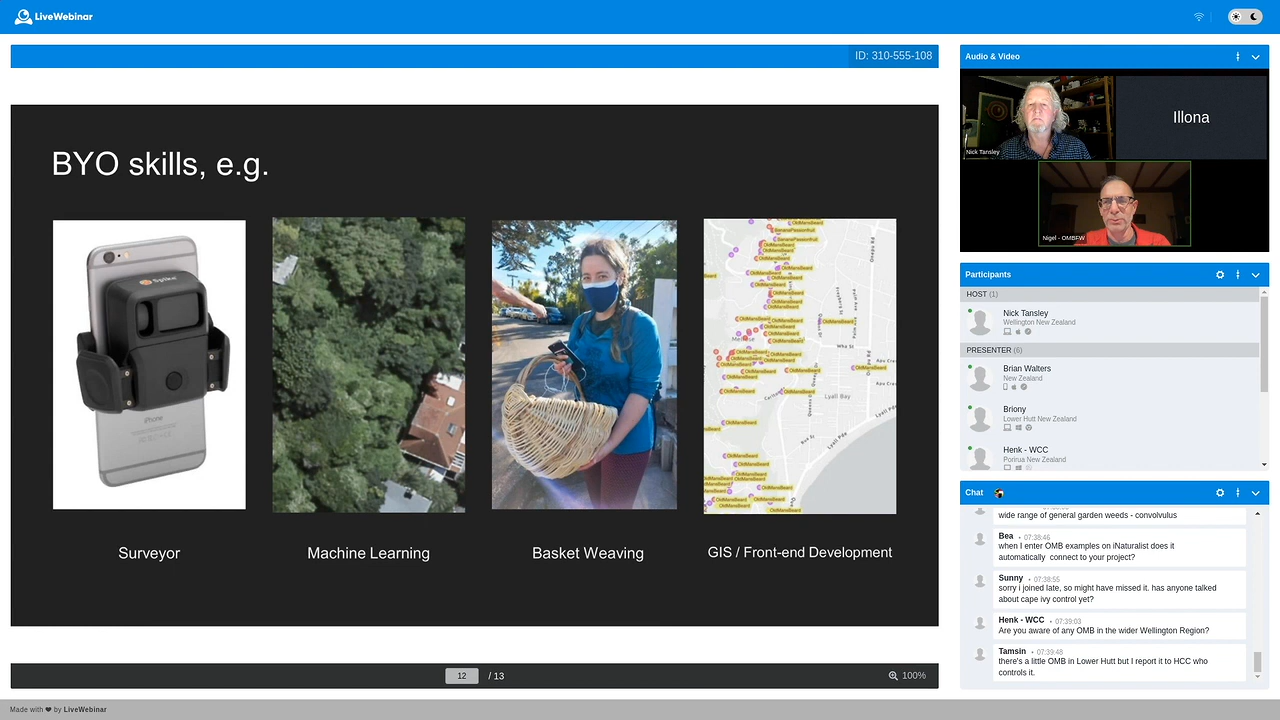 LiveWebinar
ID: 310-555-108
BYO skills, e.g.
Spike
iPhone
OldMansBeard
BananaPassionfruit
OldMansBeard
Lyall Bay
Surveyor
Machine Learning
Basket Weaving
GIS / Front-end Development
12 / 13
100%
Made with ❤ by LiveWebinar
Audio & Video
Nick Tansley
Illona
Nigel - OMBFW
Participants
HOST (1)
Nick Tansley
Wellington New Zealand
PRESENTER (6)
Brian Walters
New Zealand
Briony
Lower Hutt New Zealand
Henk - WCC
Porirua New Zealand
Chat
wide range of general garden weeds - convolvulus
Bea • 07:38:46
when I enter OMB examples on iNaturalist does it
automatically connect to your project?
Sunny • 07:38:55
sorry i joined late, so might have missed it. has anyone talked
about cape ivy control yet?
Henk - WCC • 07:39:03
Are you aware of any OMB in the wider Wellington Region?
Tamsin • 07:39:48
there's a little OMB in Lower Hutt but I report it to HCC who
controls it.